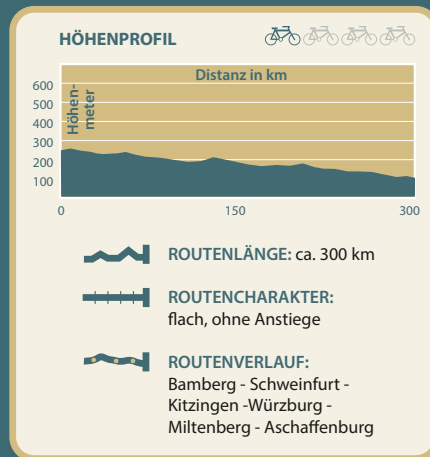 HÖHENPROFIL
Distanz in km
Höhen-
meter
600
500
400
300
200
100
0 150 300
ROUTENLÄNGE: ca. 300 km
ROUTENCHARAKTER:
flach, ohne Anstiege
ROUTENVERLAUF:
Bamberg - Schweinfurt -
Kitzingen -Würzburg -
Miltenberg - Aschaffenburg